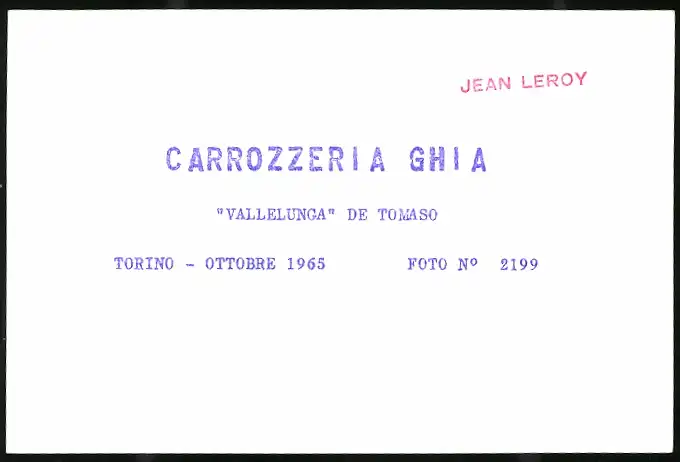 JEAN LEROY
CARROZZERIA GHIA
"VALLELUNGA" DE TOMASO
TORINO - OTTOBRE 1965 FOTO Nº 2199